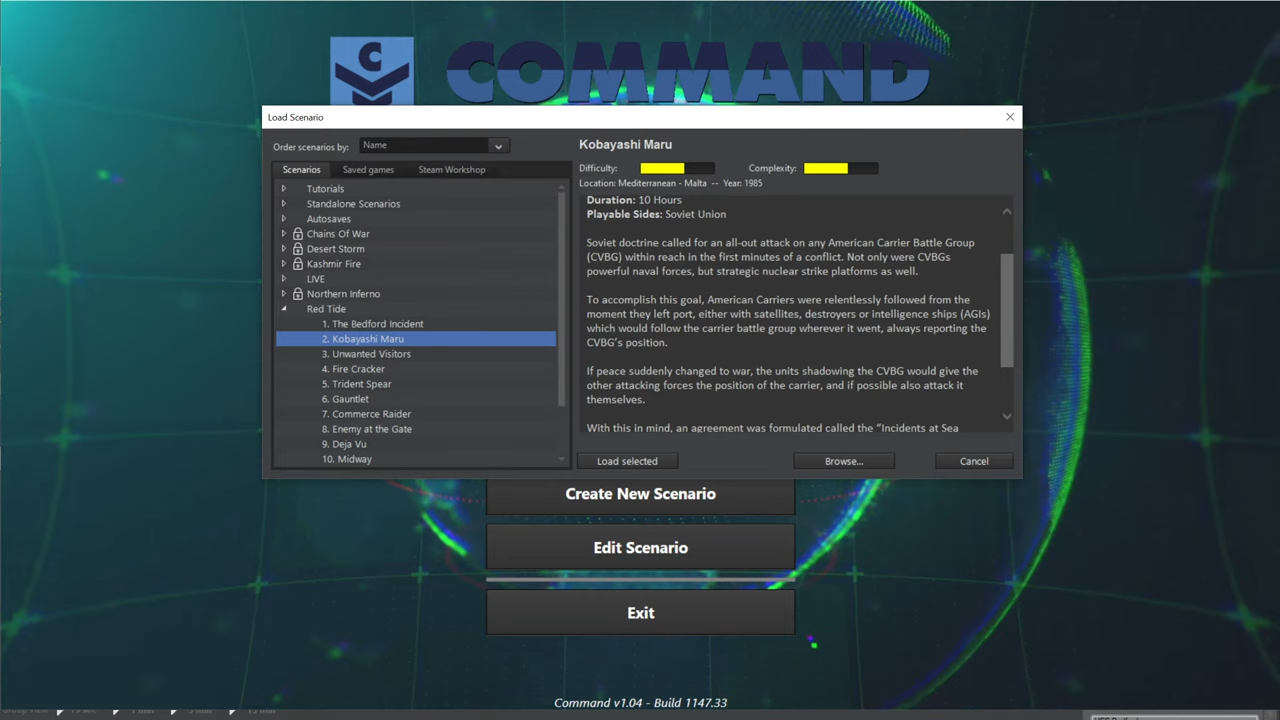 COMMAND
Load Scenario
Order scenarios by: Name
Scenarios Saved games Steam Workshop
Tutorials
Standalone Scenarios
Autosaves
Chains Of War
Desert Storm
Kashmir Fire
LIVE
Northern Inferno
Red Tide
1. The Bedford Incident
2. Kobayashi Maru
3. Unwanted Visitors
4. Fire Cracker
5. Trident Spear
6. Gauntlet
7. Commerce Raider
8. Enemy at the Gate
9. Deja Vu
10. Midway
Kobayashi Maru
Difficulty: Complexity:
Location: Mediterranean - Malta -- Year: 1985
Duration: 10 Hours
Playable Sides: Soviet Union
Soviet doctrine called for an all-out attack on any American Carrier Battle Group
(CVBG) within reach in the first minutes of a conflict. Not only were CVBGs
powerful naval forces, but strategic nuclear strike platforms as well.
To accomplish this goal, American Carriers were relentlessly followed from the
moment they left port, either with satellites, destroyers or intelligence ships (AGIs)
which would follow the carrier battle group wherever it went, always reporting the
CVBG's position.
If peace suddenly changed to war, the units shadowing the CVBG would give the
other attacking forces the position of the carrier, and if possible also attack it
themselves.
With this in mind, an agreement was formulated called the “Incidents at Sea
Load selected Browse... Cancel
Create New Scenario
Edit Scenario
Exit
Command v1.04 - Build 1147.33